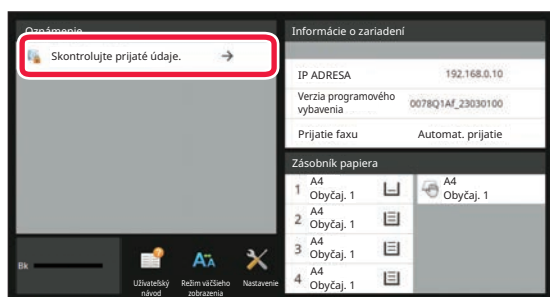 Oznámenie
Skontrolujte prijaté údaje.
Bk
Užívateľský
návod
Režim väčšieho
zobrazenia
Nastavenie
Informácie o zariadení
IP ADRESA 192.168.0.10
Verzia programového
vybavenia 0078Q1Af_23030100
Prijatie faxu Automat. prijatie
Zásobník papiera
1 A4
Obyčaj. 1
A4
Obyčaj. 1
2 A4
Obyčaj. 1
3 A4
Obyčaj. 1
4 A4
Obyčaj. 1